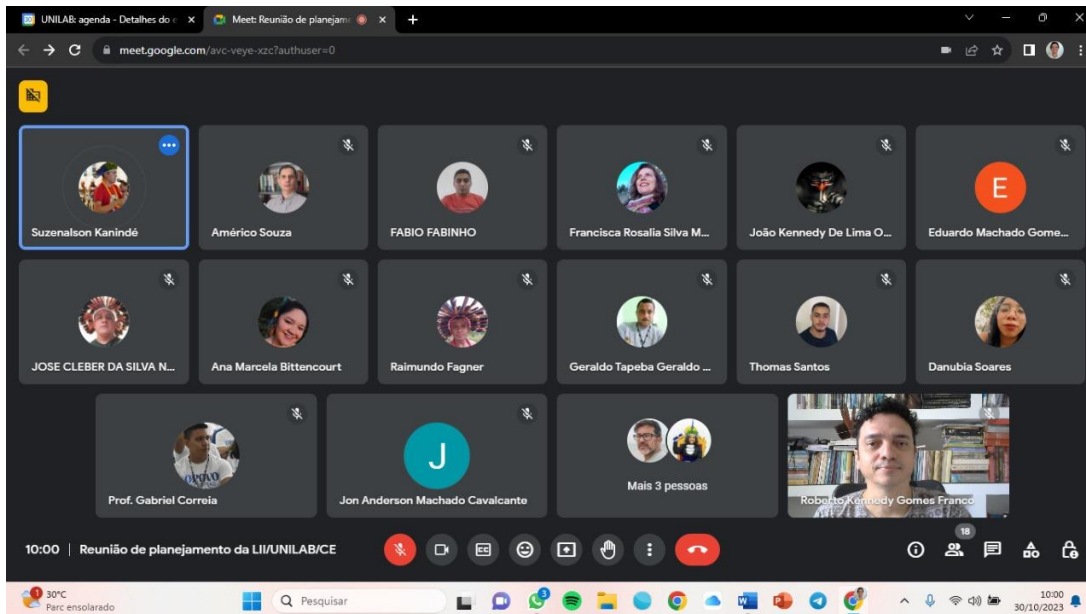 UNILAB: agenda - Detalhes do e
Meet: Reunião de planejame
meet.google.com/avc-veye-xzc?authuser=0
Suzenalson Kanindé
Américo Souza
FABIO FABINHO
Francisca Rosalia Silva M...
João Kennedy De Lima O...
E
Eduardo Machado Gome...
JOSE CLEBER DA SILVA N...
Ana Marcela Bittencourt
Raimundo Fagner
Geraldo Tapeba Geraldo ...
Thomas Santos
Danubia Soares
Prof. Gabriel Correia
J
Jon Anderson Machado Cavalcante
Mais 3 pessoas
Roberto Kennedy Gomes Franco
10:00 | Reunião de planejamento da LII/UNILAB/CE
18
30°C
Parc ensolarado
Pesquisar
3
10:00
30/10/2023